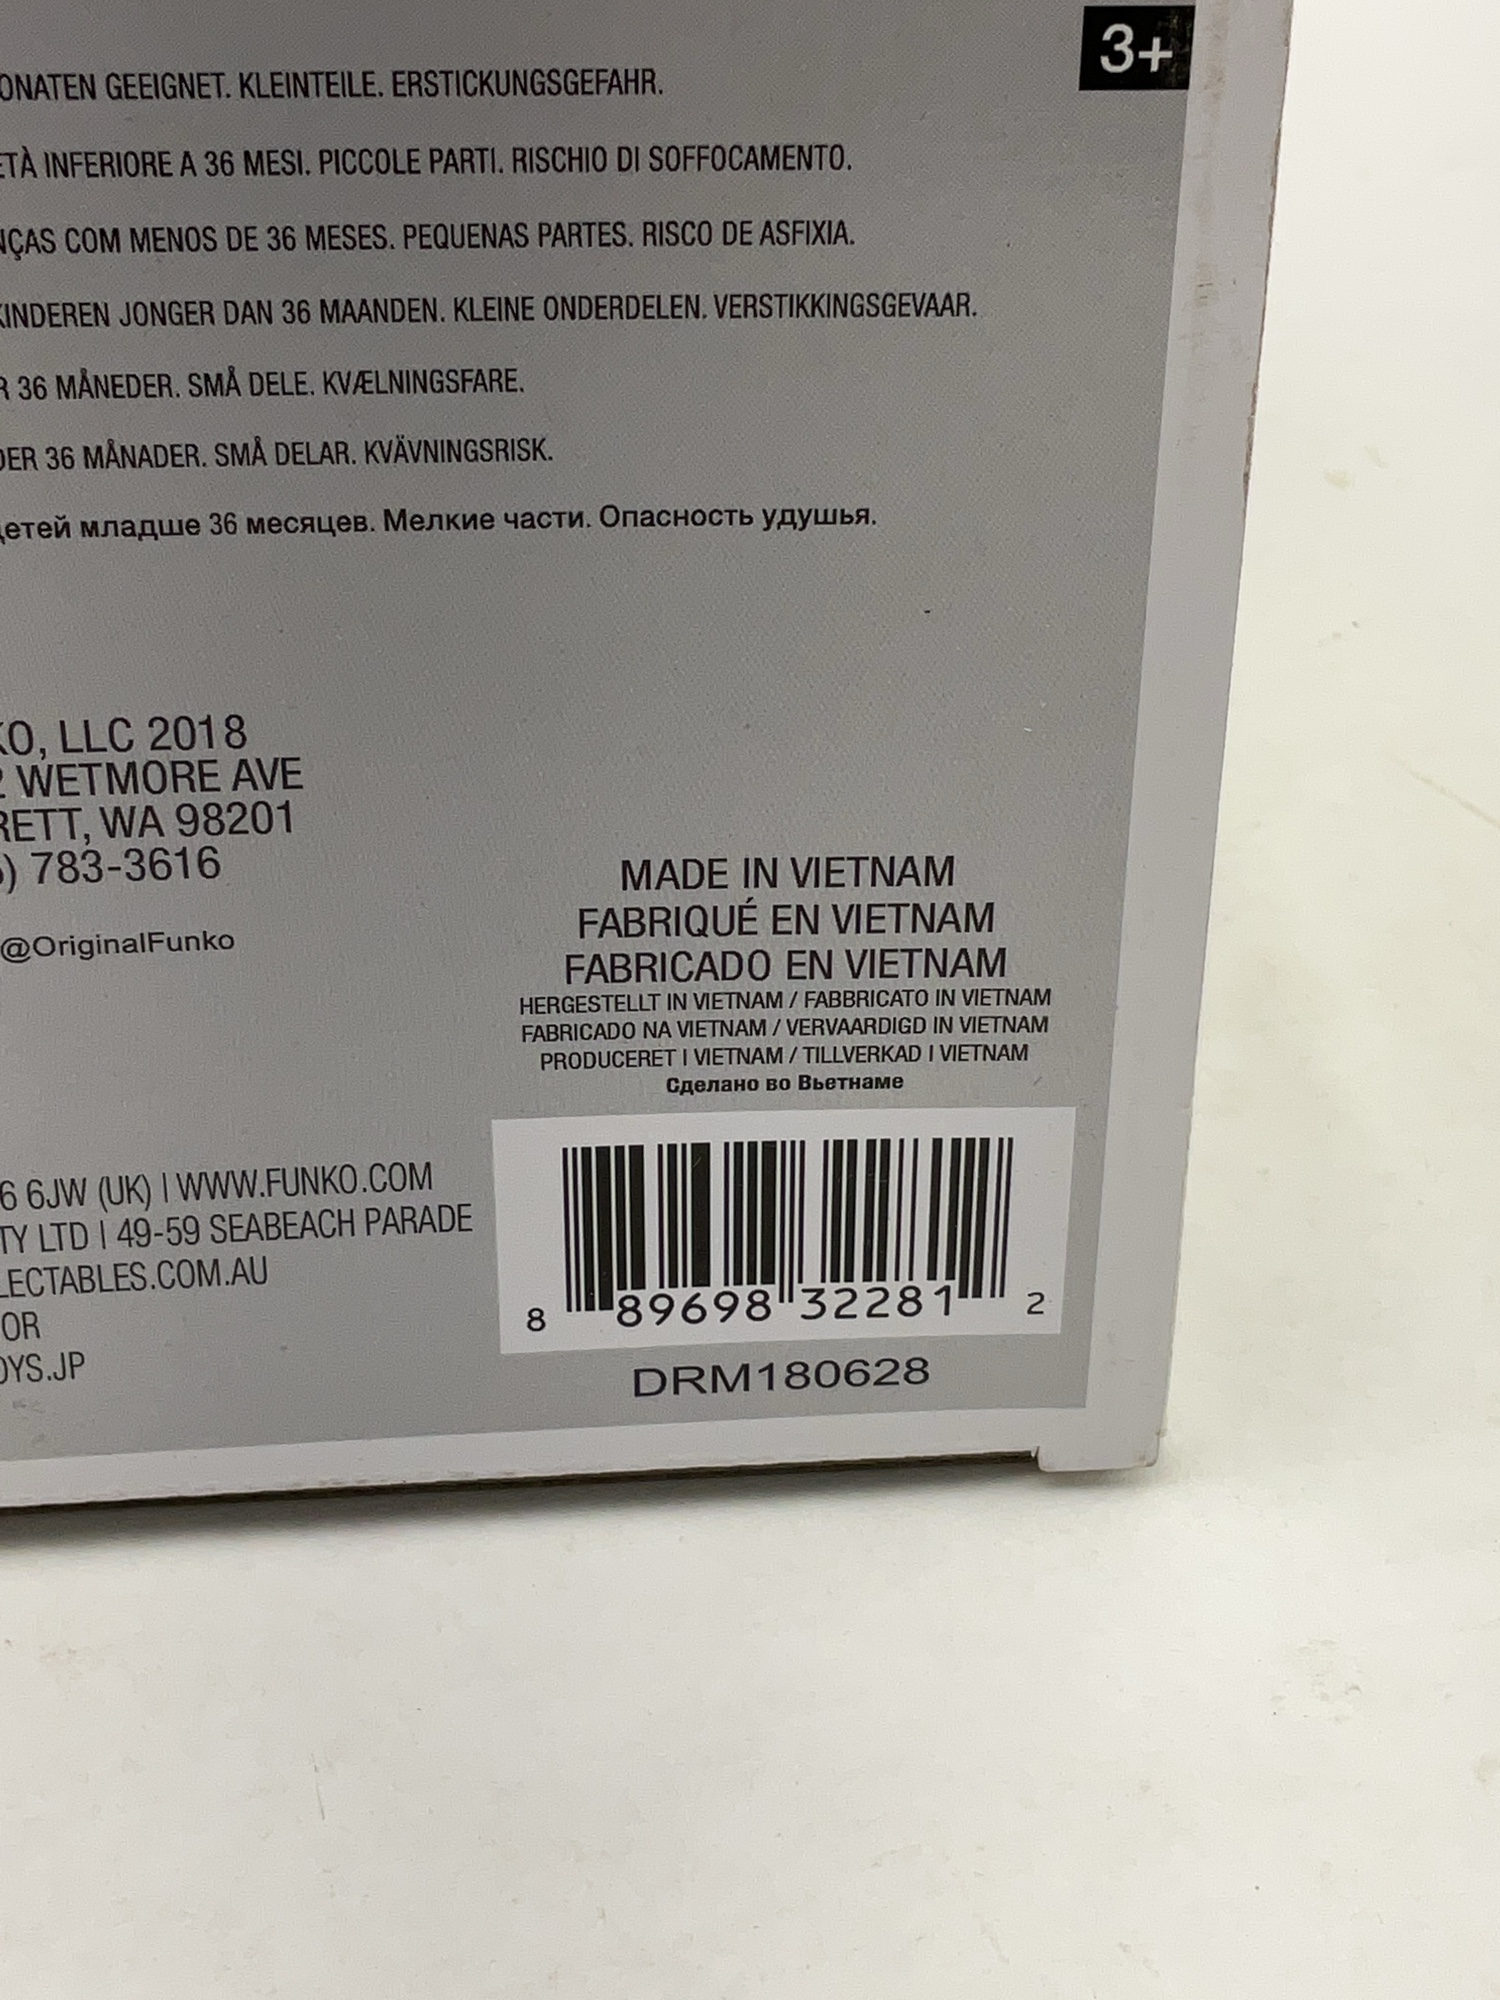 3+
ONATEN GEEIGNET. KLEINTEILE. ERSTICKUNGSGEFAHR.
ETÀ INFERIORE A 36 MESI. PICCOLE PARTI. RISCHIO DI SOFFOCAMENTO.
NÇAS COM MENOS DE 36 MESES. PEQUENAS PARTES. RISCO DE ASFIXIA.
KINDEREN JONGER DAN 36 MAANDEN. KLEINE ONDERDELEN. VERSTIKKINGSGEVAAR.
R 36 MÅNEDER. SMÅ DELE. KVÆLNINGSFARE.
DER 36 MÅNADER. SMÅ DELAR. KVÄVNINGSRISK.
детей младше 36 месяцев. Мелкие части. Опасность удушья.
KO, LLC 2018
2 WETMORE AVE
RETT, WA 98201
) 783-3616
@OriginalFunko
MADE IN VIETNAM
FABRIQUÉ EN VIETNAM
FABRICADO EN VIETNAM
HERGESTELLT IN VIETNAM / FABBRICATO IN VIETNAM
FABRICADO NA VIETNAM / VERVAARDIGD IN VIETNAM
PRODUCERET I VIETNAM / TILLVERKAD I VIETNAM
Сделано во Вьетнаме
6 6JW (UK) | WWW.FUNKO.COM
TY LTD | 49-59 SEABEACH PARADE
LECTABLES.COM.AU
OR
OYS.JP
8 89698 32281 2
DRM180628